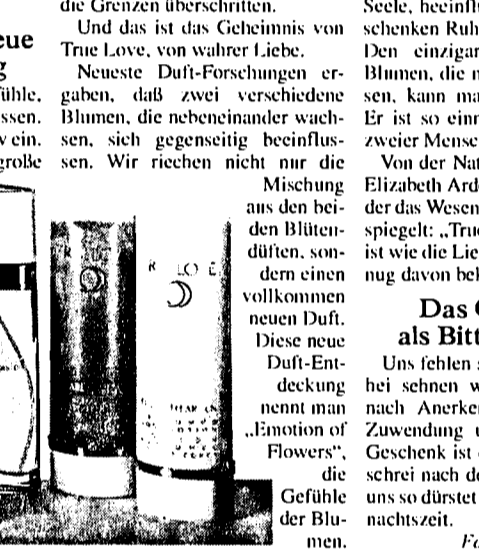 eue
g
ühle.
ssen.
v ein.
große
die Grenzen überschritten.
Und das ist das Geheimnis von
True Love, von wahrer Liebe.
Neueste Duft-Forschungen er-
gaben, daß zwei verschiedene
Blumen, die nebeneinander wach-
sen, sich gegenseitig beeinflus-
sen. Wir riechen nicht nur die
Mischung
aus den bei-
den Blüten-
düften, son-
dern einen
vollkommen
neuen Duft.
Diese neue
Duft-Ent-
deckung
nennt man
„Emotion of
Flowers“,
die
Gefühle
der Blu-
men.
Seele, beeinfl
schenken Ruh
Den einzigar
Blumen, die n
sen, kann ma
Er ist so einn
zweier Mensc
Von der Nat
Elizabeth Ard
der das Wesen
spiegelt: „Tru
ist wie die Lie
nug davon bek
Das G
als Bitt
Uns fehlen s
bei sehnen w
nach Anerke
Zuwendung u
Geschenk ist
schrei nach de
uns so dürstet
nachtszeit.